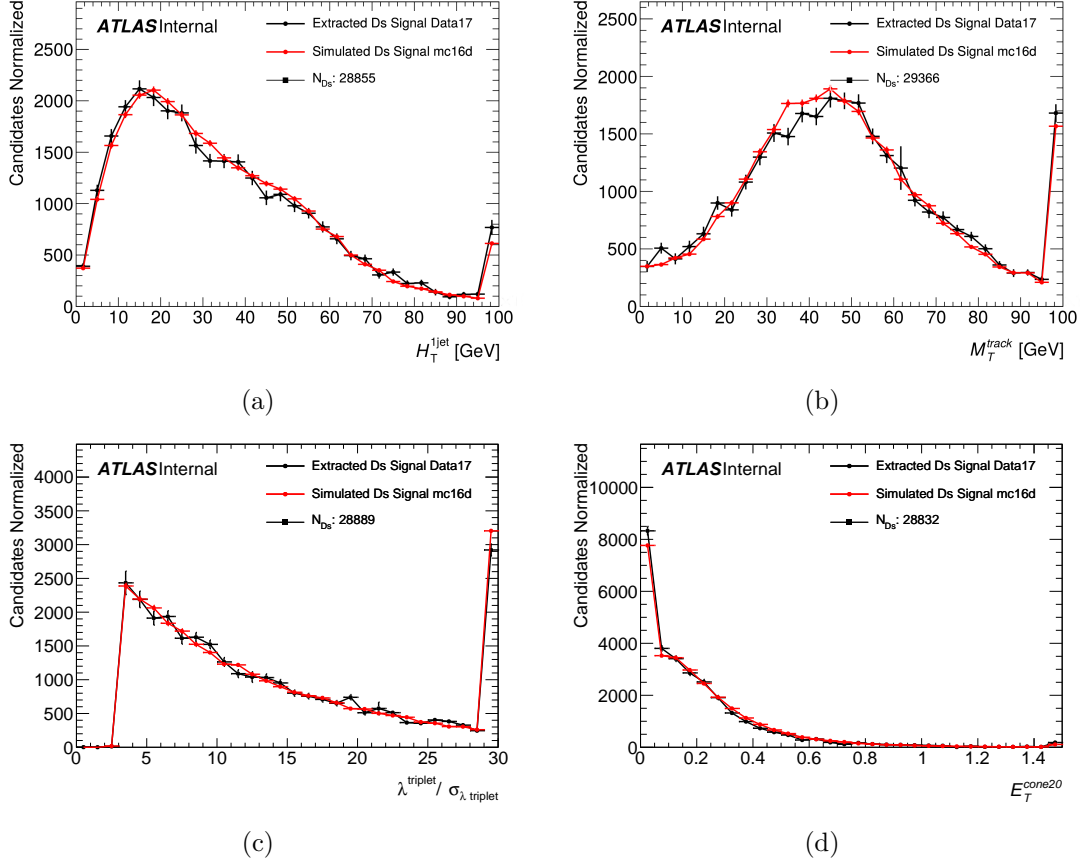 ATLAS Internal
Extracted Ds Signal Data17
Simulated Ds Signal mc16d
N_Ds: 28855
Candidates Normalized
2500
2000
1500
1000
500
0
0 10 20 30 40 50 60 70 80 90 100
H_T^1jet [GeV]
(a)
ATLAS Internal
Extracted Ds Signal Data17
Simulated Ds Signal mc16d
N_Ds: 29366
Candidates Normalized
2500
2000
1500
1000
500
0
0 10 20 30 40 50 60 70 80 90 100
M_T^track [GeV]
(b)
ATLAS Internal
Extracted Ds Signal Data17
Simulated Ds Signal mc16d
N_Ds: 28889
Candidates Normalized
4000
3500
3000
2500
2000
1500
1000
500
0
0 5 10 15 20 25 30
λ^triplet / σ_λ triplet
(c)
ATLAS Internal
Extracted Ds Signal Data17
Simulated Ds Signal mc16d
N_Ds: 28832
Candidates Normalized
10000
8000
6000
4000
2000
0
0 0.2 0.4 0.6 0.8 1 1.2 1.4
E_T^cone20
(d)